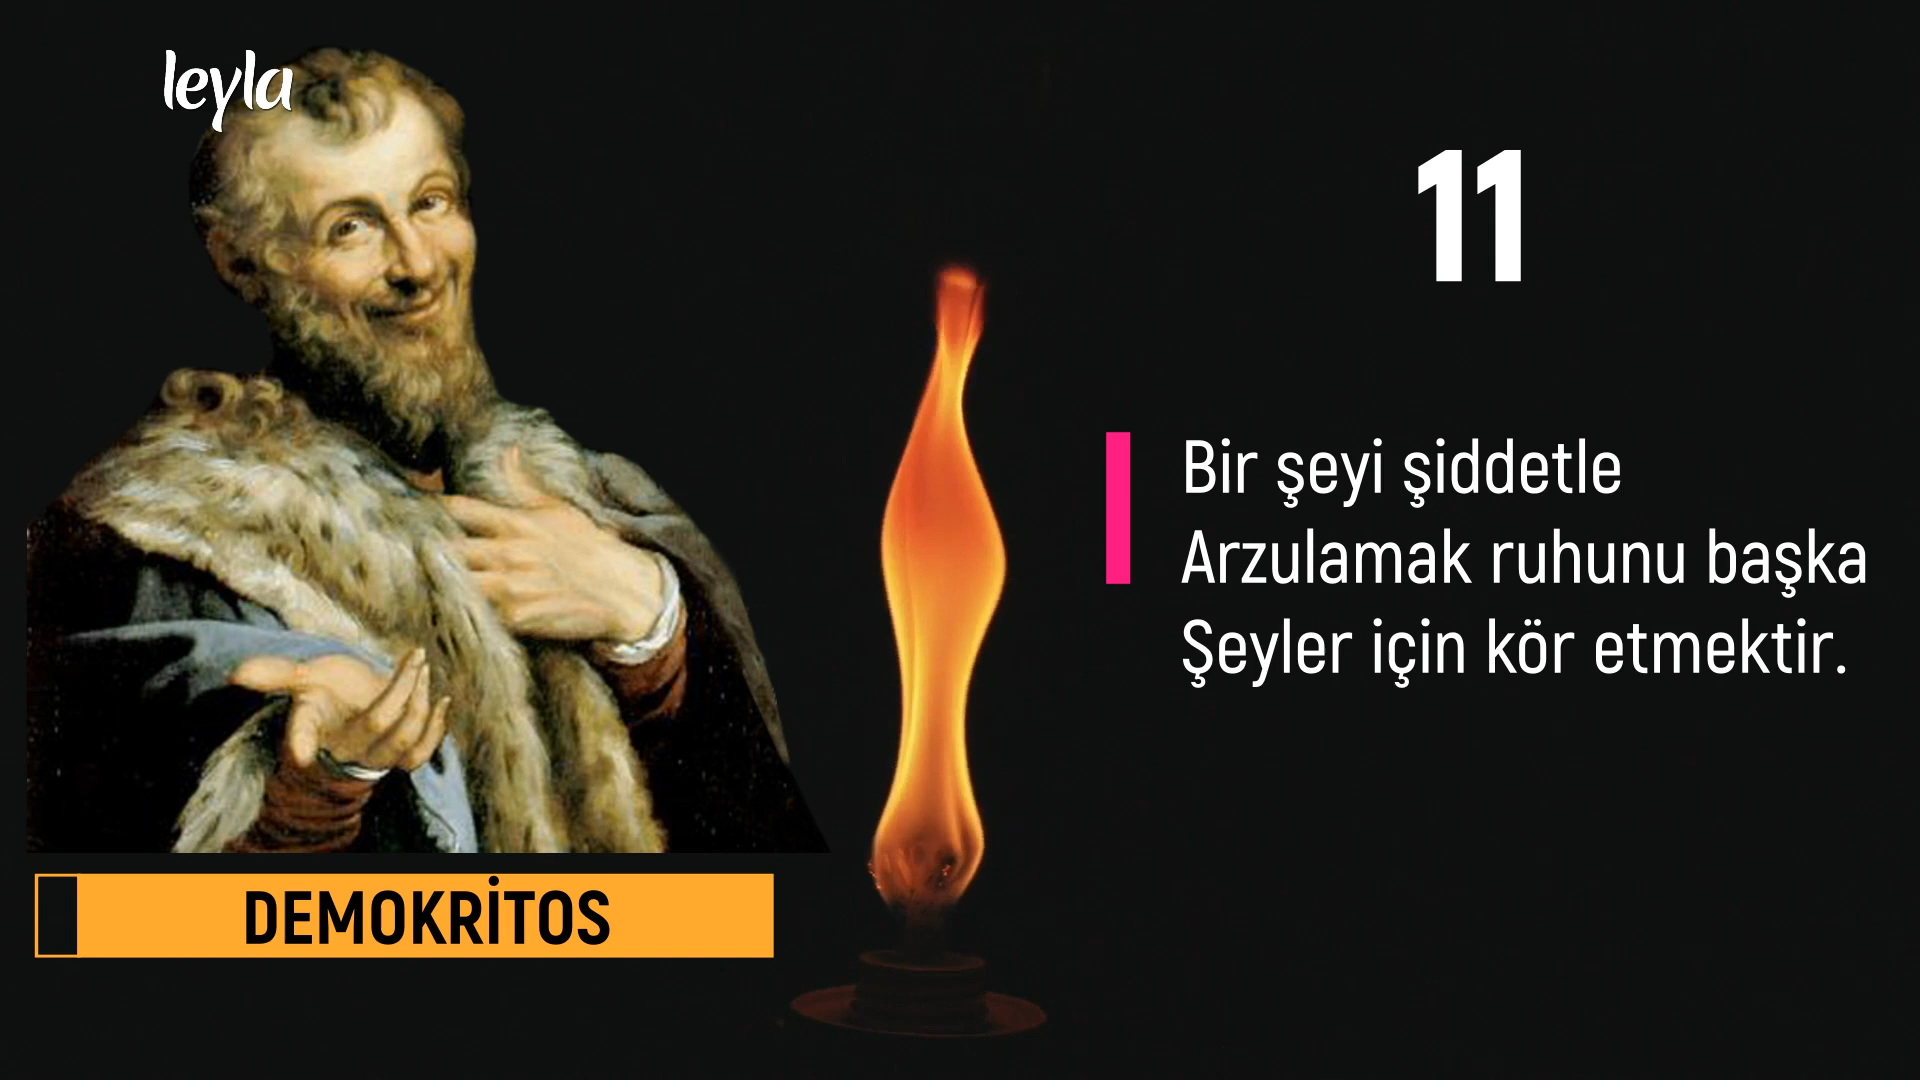 leyla
11
Bir şeyi şiddetle
Arzulamak ruhunu başka
Şeyler için kör etmektir.
DEMOKRİTOS